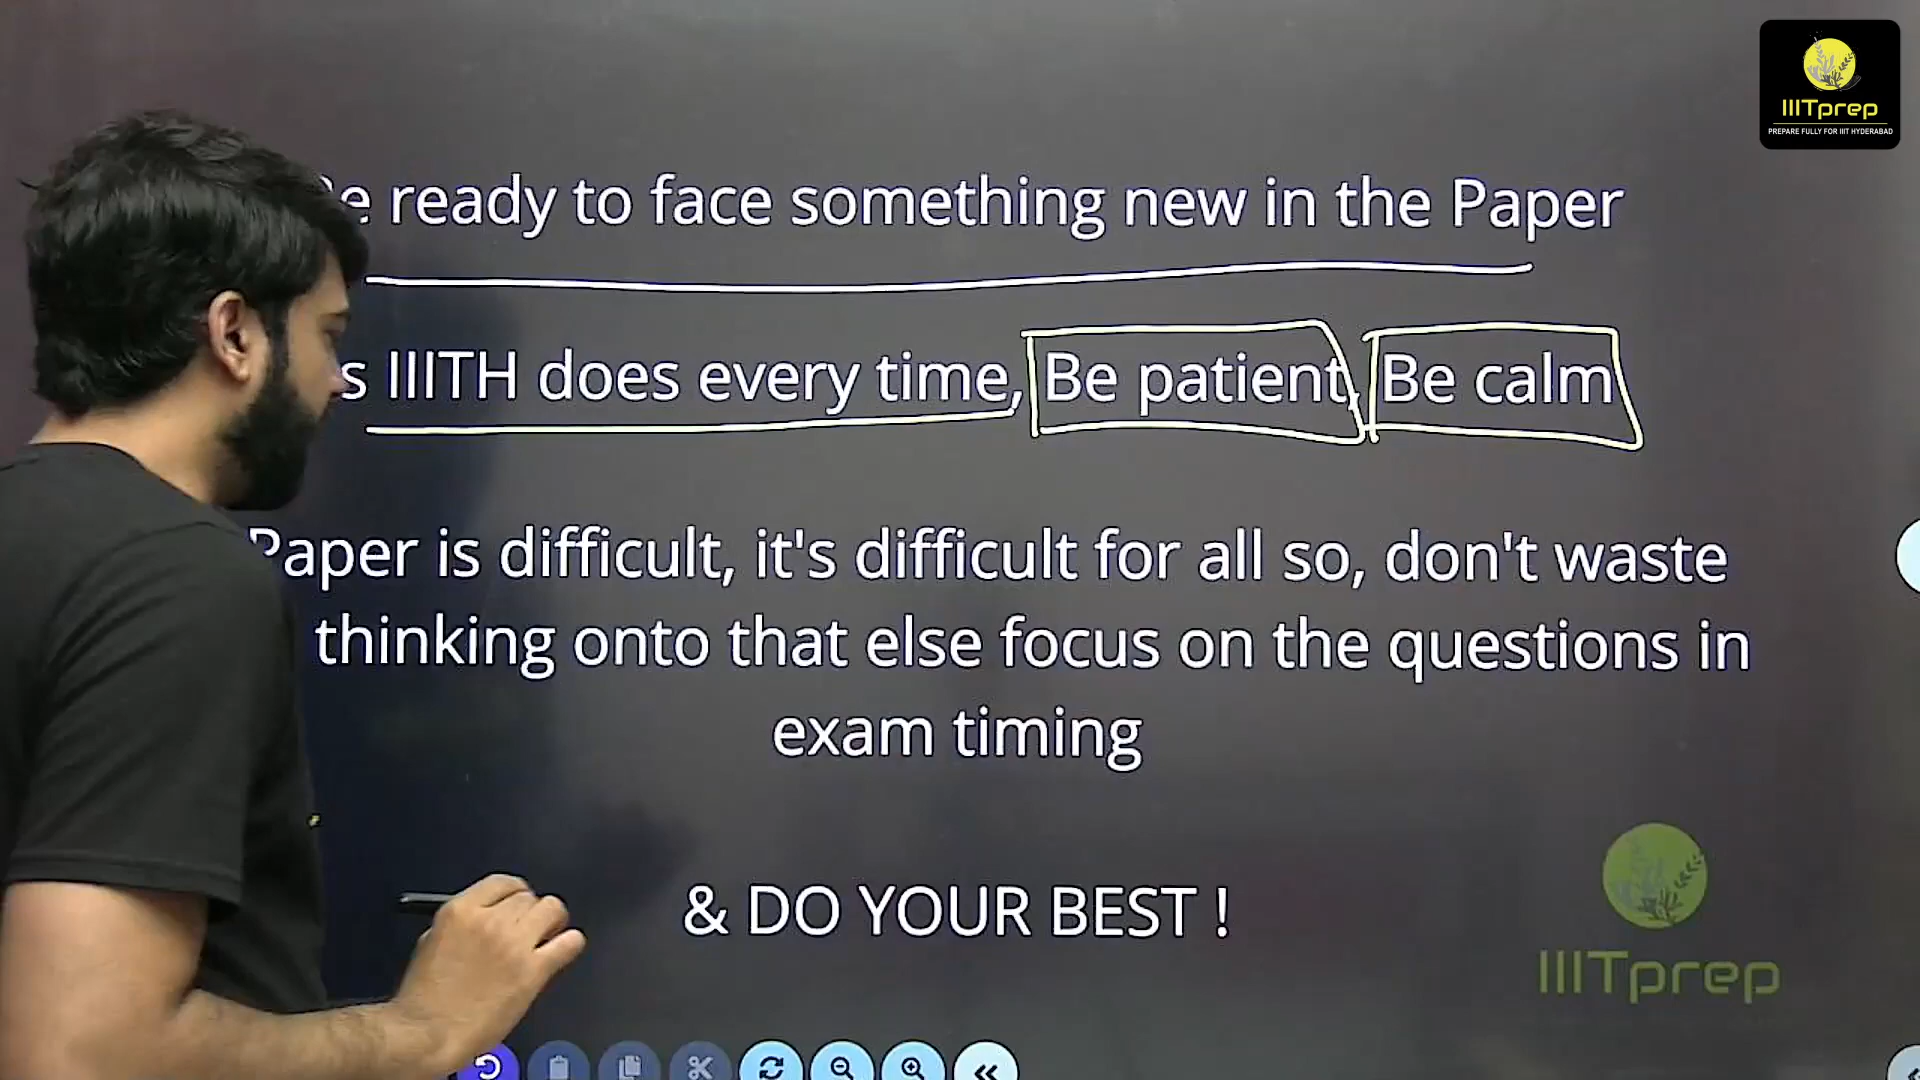 IIITprep
PREPARE FULLY FOR IIIT HYDERABAD
ready to face something new in the Paper
IIITH does every time, Be patient, Be calm
Paper is difficult, it's difficult for all so, don't waste
thinking onto that else focus on the questions in
exam timing
& DO YOUR BEST !
IIITprep